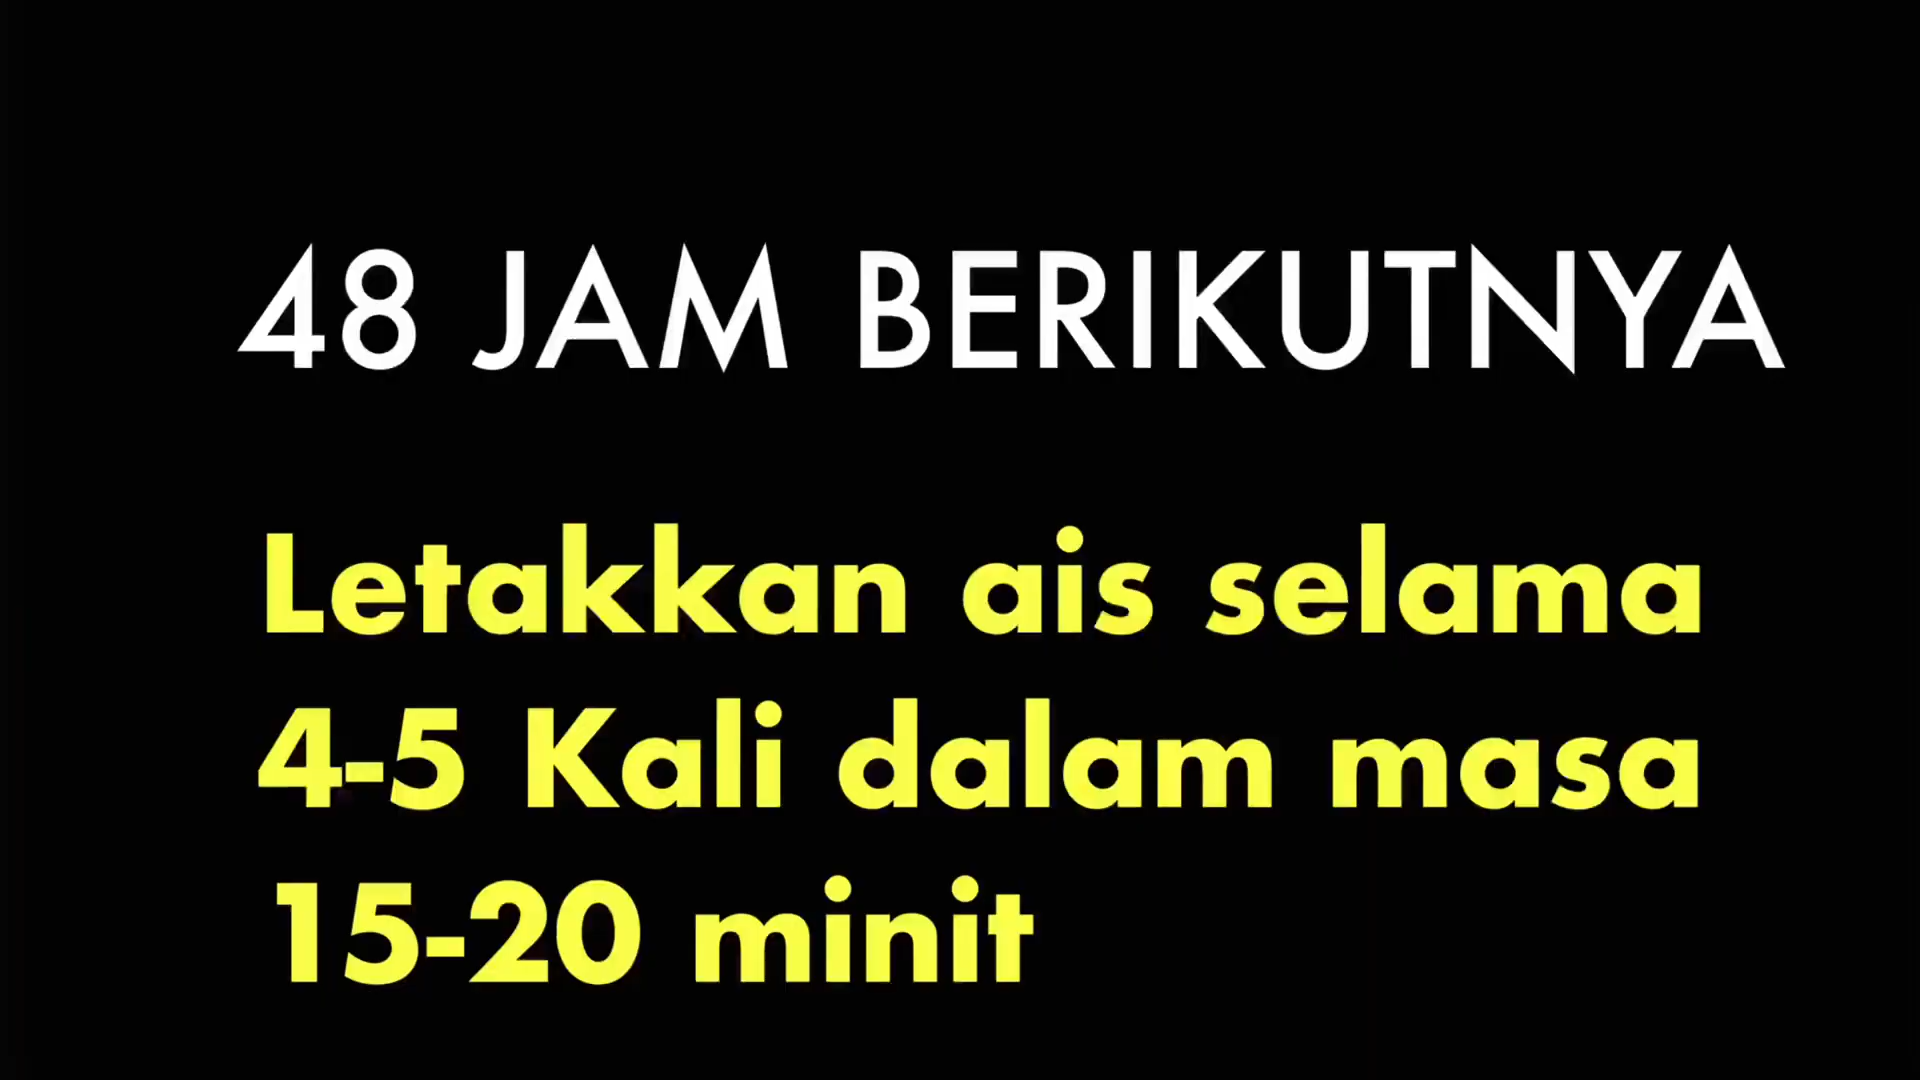 48 JAM BERIKUTNYA
Letakkan ais selama
4-5 Kali dalam masa
15-20 minit